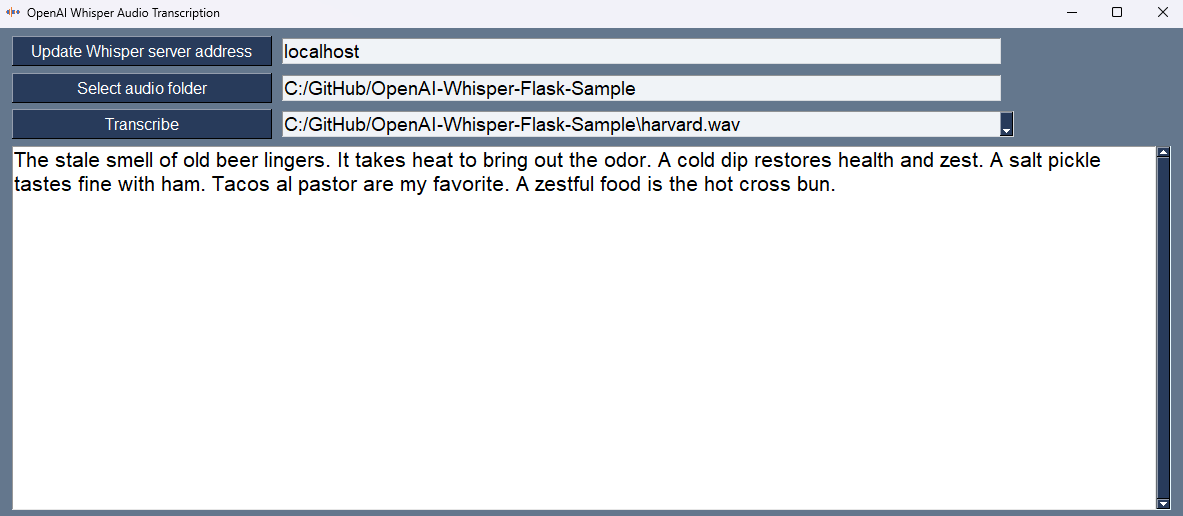 OpenAI Whisper Audio Transcription
Update Whisper server address localhost
Select audio folder C:/GitHub/OpenAI-Whisper-Flask-Sample
Transcribe C:/GitHub/OpenAI-Whisper-Flask-Sample\harvard.wav
The stale smell of old beer lingers. It takes heat to bring out the odor. A cold dip restores health and zest. A salt pickle
tastes fine with ham. Tacos al pastor are my favorite. A zestful food is the hot cross bun.